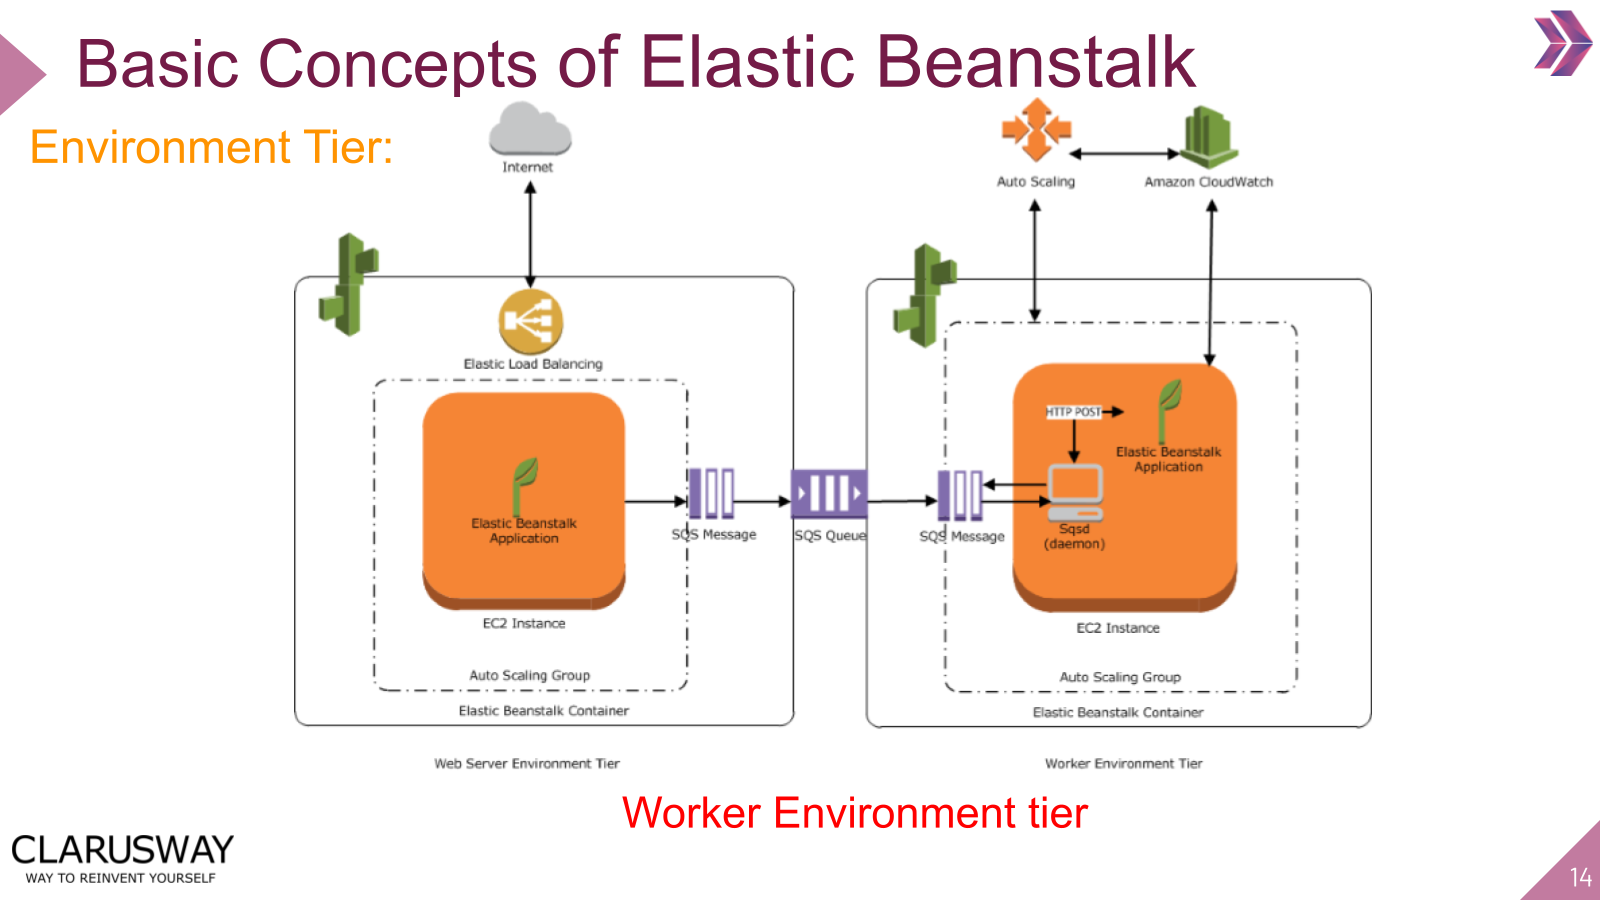 Basic Concepts of Elastic Beanstalk
Environment Tier:
Internet
Auto Scaling
Amazon CloudWatch
Elastic Load Balancing
Elastic Beanstalk
Application
EC2 Instance
Auto Scaling Group
Elastic Beanstalk Container
Web Server Environment Tier
SQS Message
SQS Queue
SQS Message
HTTP POST
Elastic Beanstalk
Application
Sqsd
(daemon)
EC2 Instance
Auto Scaling Group
Elastic Beanstalk Container
Worker Environment Tier
Worker Environment tier
CLARUSWAY
WAY TO REINVENT YOURSELF
14